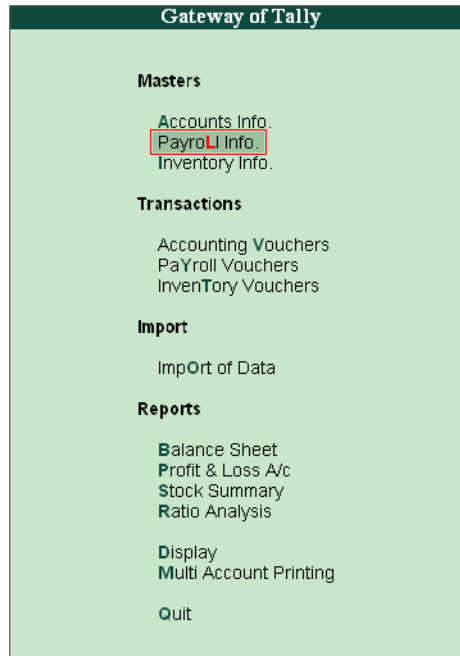 Gateway of Tally
Masters
Accounts Info.
PayroLl Info.
Inventory Info.
Transactions
Accounting Vouchers
PaYroll Vouchers
InvenTory Vouchers
Import
ImpOrt of Data
Reports
Balance Sheet
Profit & Loss A/c
Stock Summary
Ratio Analysis
Display
Multi Account Printing
Quit